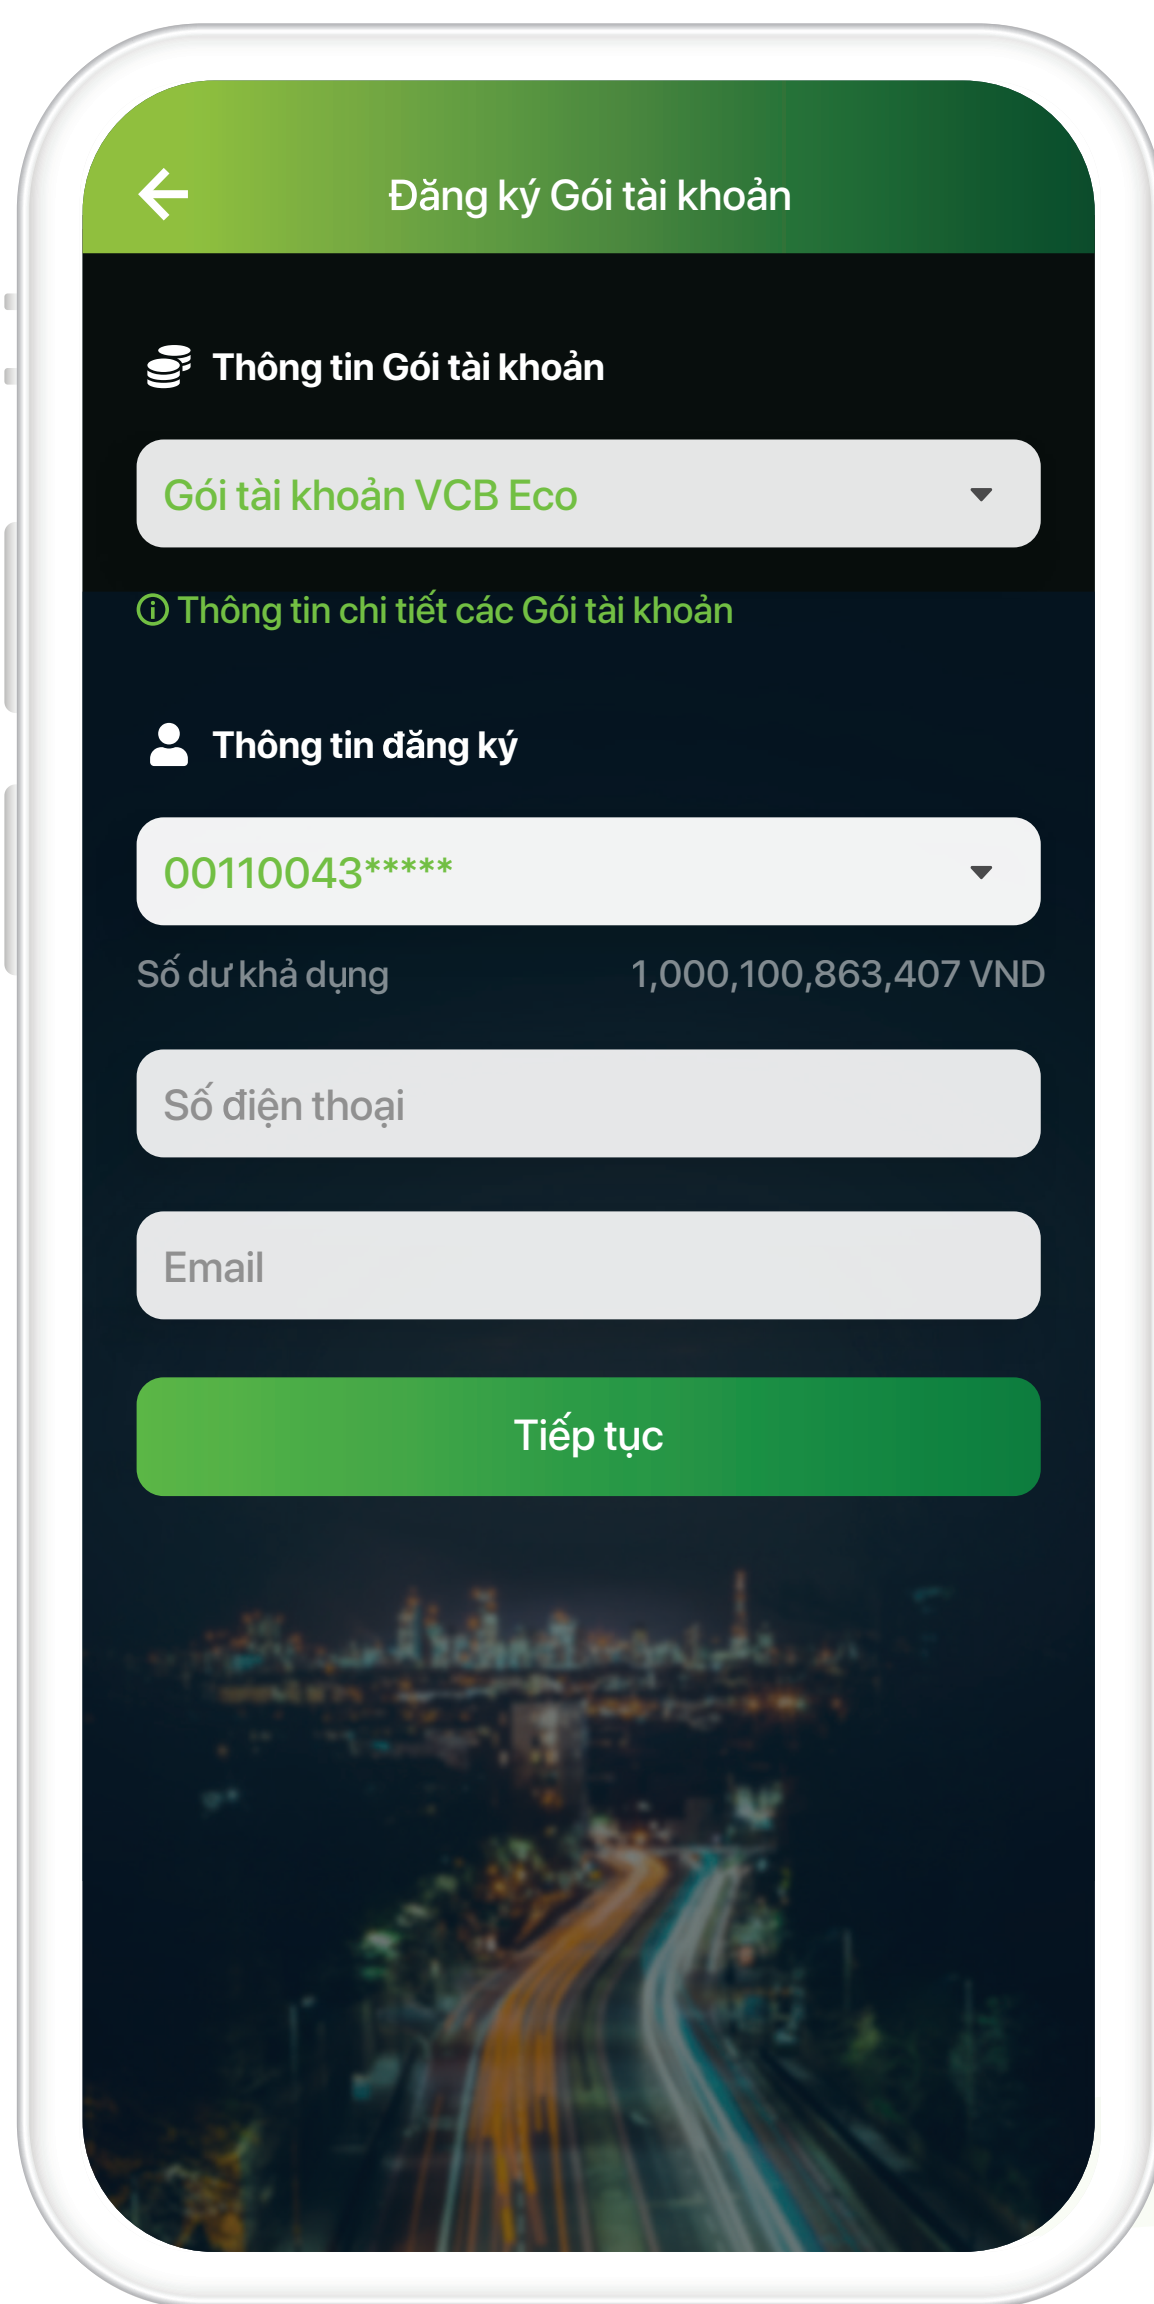 Đăng ký Gói tài khoản
Thông tin Gói tài khoản
Gói tài khoản VCB Eco
Thông tin chi tiết các Gói tài khoản
Thông tin đăng ký
00110043*****
Số dư khả dụng 1,000,100,863,407 VND
Số điện thoại
Email
Tiếp tục